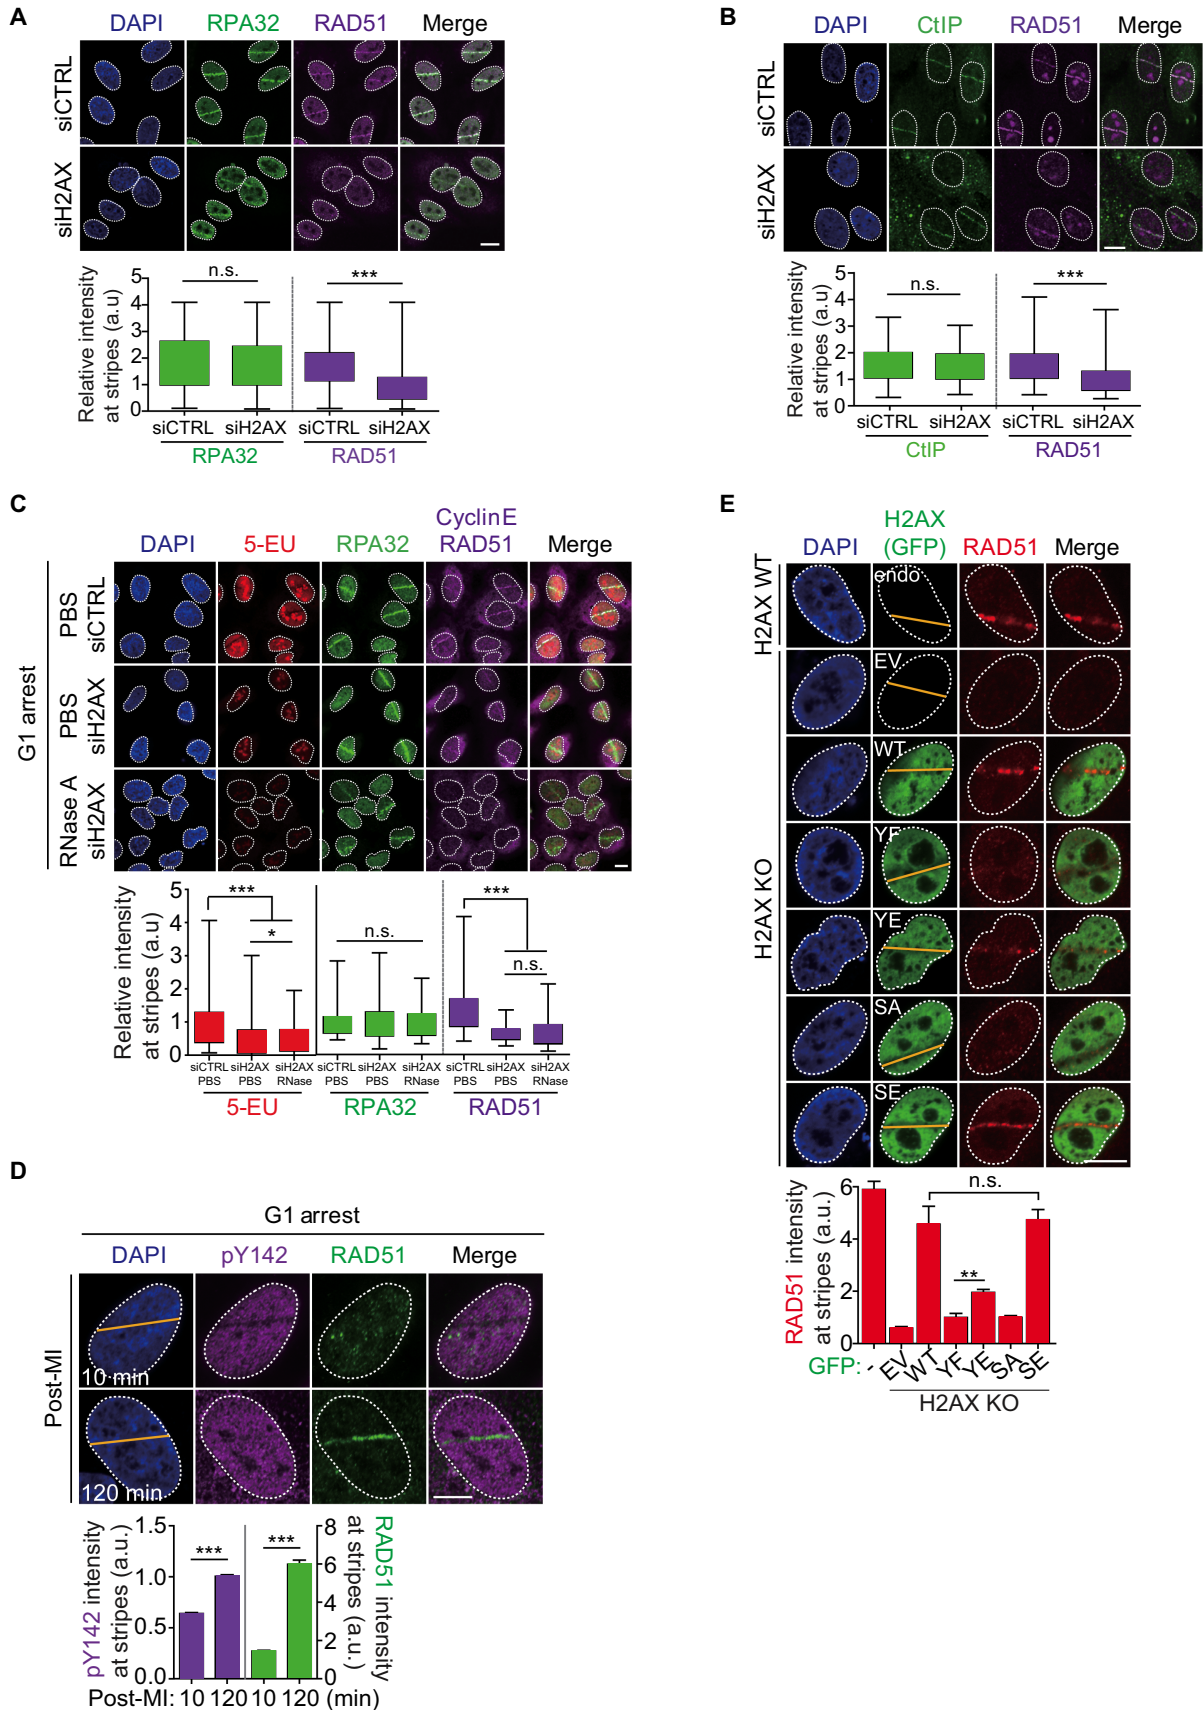 A
DAPI RPA32 RAD51 Merge
siCTRL
siH2AX
Relative intensity
at stripes (a.u)
5
4
3
2
1
0
n.s.
***
siCTRL siH2AX siCTRL siH2AX
RPA32 RAD51
B
DAPI CtIP RAD51 Merge
siCTRL
siH2AX
Relative intensity
at stripes (a.u)
5
4
3
2
1
0
n.s.
***
siCTRL siH2AX siCTRL siH2AX
CtIP RAD51
C
CyclinE
DAPI 5-EU RPA32 RAD51 Merge
G1 arrest
PBS
siCTRL
PBS
siH2AX
RNase A
siH2AX
Relative intensity
at stripes (a.u)
5
4
3
2
1
0
***
*
n.s.
***
n.s.
siCTRL siH2AX siH2AX siCTRL siH2AX siH2AX siCTRL siH2AX siH2AX
PBS PBS RNase PBS PBS RNase PBS PBS RNase
5-EU RPA32 RAD51
D
G1 arrest
DAPI pY142 RAD51 Merge
Post-MI
10 min
120 min
pY142 intensity
at stripes (a.u.)
1.5
1.0
0.5
0.0
***
***
8
6
4
2
0
RAD51 intensity
at stripes (a.u.)
Post-MI: 10 120 10 120 (min)
E
H2AX
DAPI (GFP) RAD51 Merge
H2AX WT
H2AX KO
endo
EV
WT
YF
YE
SA
SE
RAD51 intensity
at stripes (a.u.)
6
4
2
0
n.s.
**
GFP: - EV WT YF YE SA SE
H2AX KO